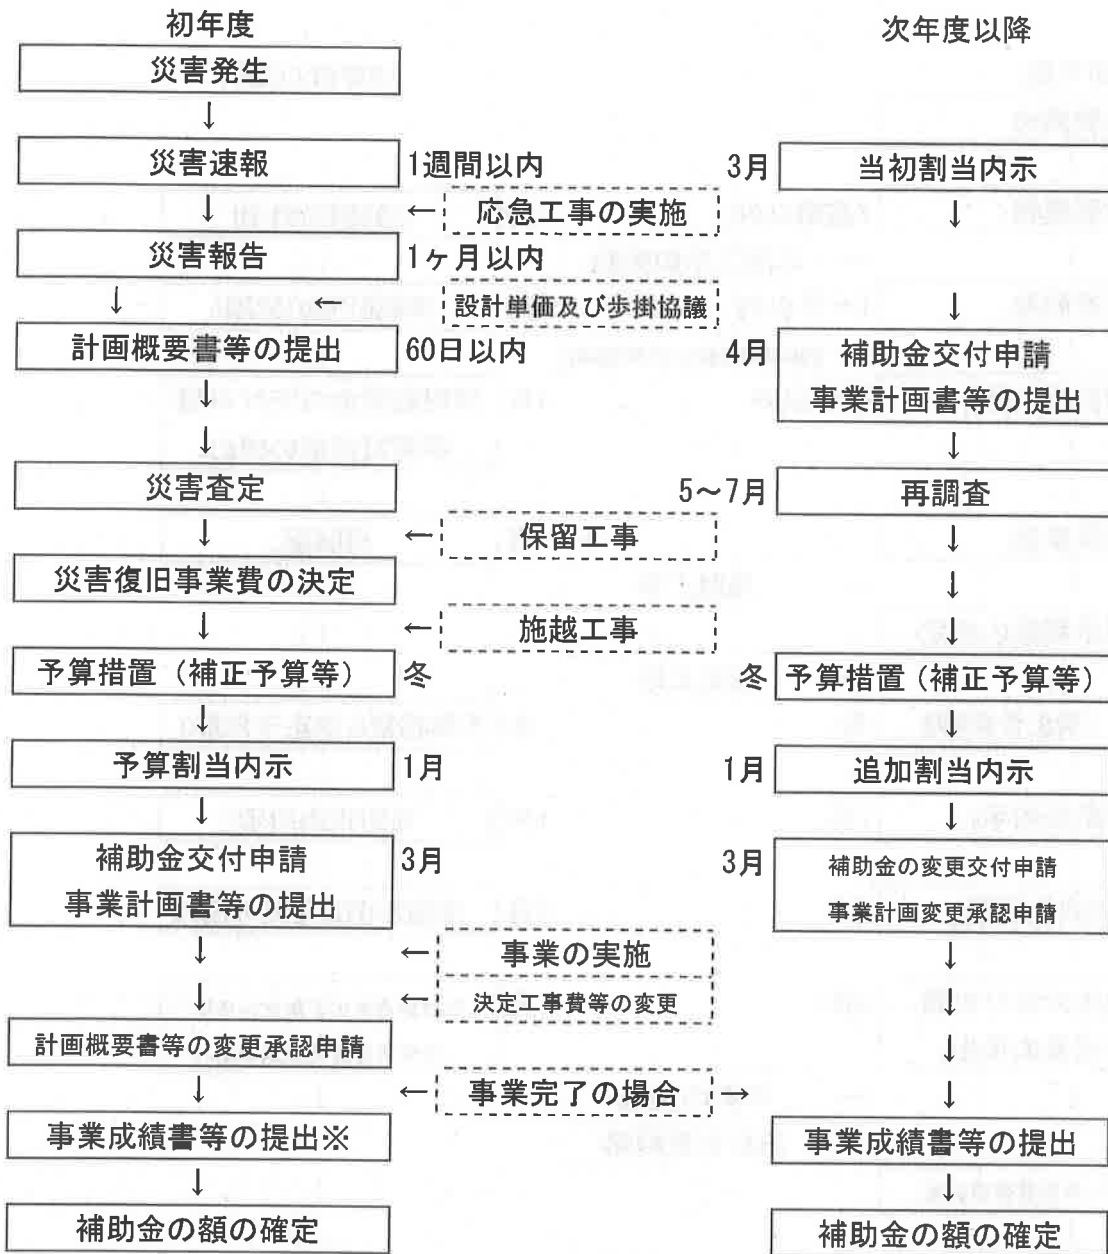 初年度
次年度以降
災害発生
↓
災害速報 1週間以内
3月 当初割当内示
↓ ← 応急工事の実施
↓
災害報告 1ヶ月以内
↓ ← 設計単価及び歩掛協議
↓
計画概要書等の提出 60日以内
4月 補助金交付申請
事業計画書等の提出
↓
↓
↓
災害査定
5～7月 再調査
↓ ← 保留工事
↓
災害復旧事業費の決定
↓
↓ ← 施越工事
↓
予算措置（補正予算等） 冬
冬 予算措置（補正予算等）
↓
↓
予算割当内示 1月
1月 追加割当内示
↓
↓
補助金交付申請 3月
事業計画書等の提出
3月 補助金の変更交付申請
事業計画変更承認申請
↓ ← 事業の実施
↓
↓ ← 決定工事費等の変更
↓
計画概要書等の変更承認申請
↓
↓ ← 事業完了の場合 → ↓
事業成績書等の提出※
事業成績書等の提出
↓
↓
補助金の額の確定
補助金の額の確定